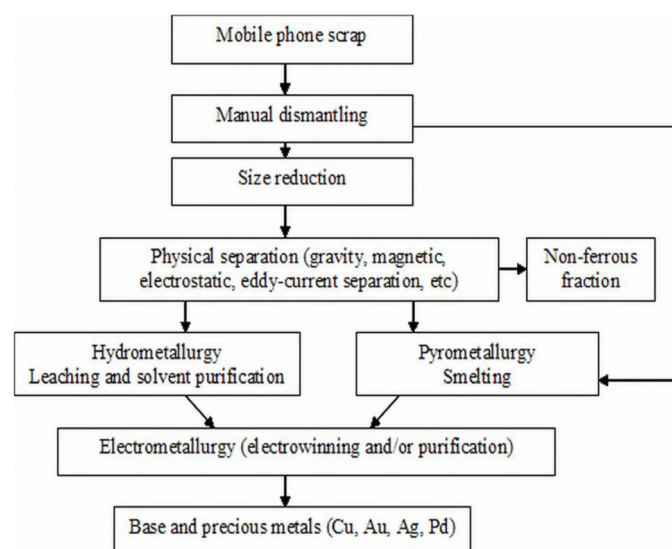 Mobile phone scrap
Manual dismantling
Size reduction
Physical separation (gravity, magnetic,
electrostatic, eddy-current separation, etc)
Non-ferrous
fraction
Hydrometallurgy
Leaching and solvent purification
Pyrometallurgy
Smelting
Electrometallurgy (electrowinning and/or purification)
Base and precious metals (Cu, Au, Ag, Pd)